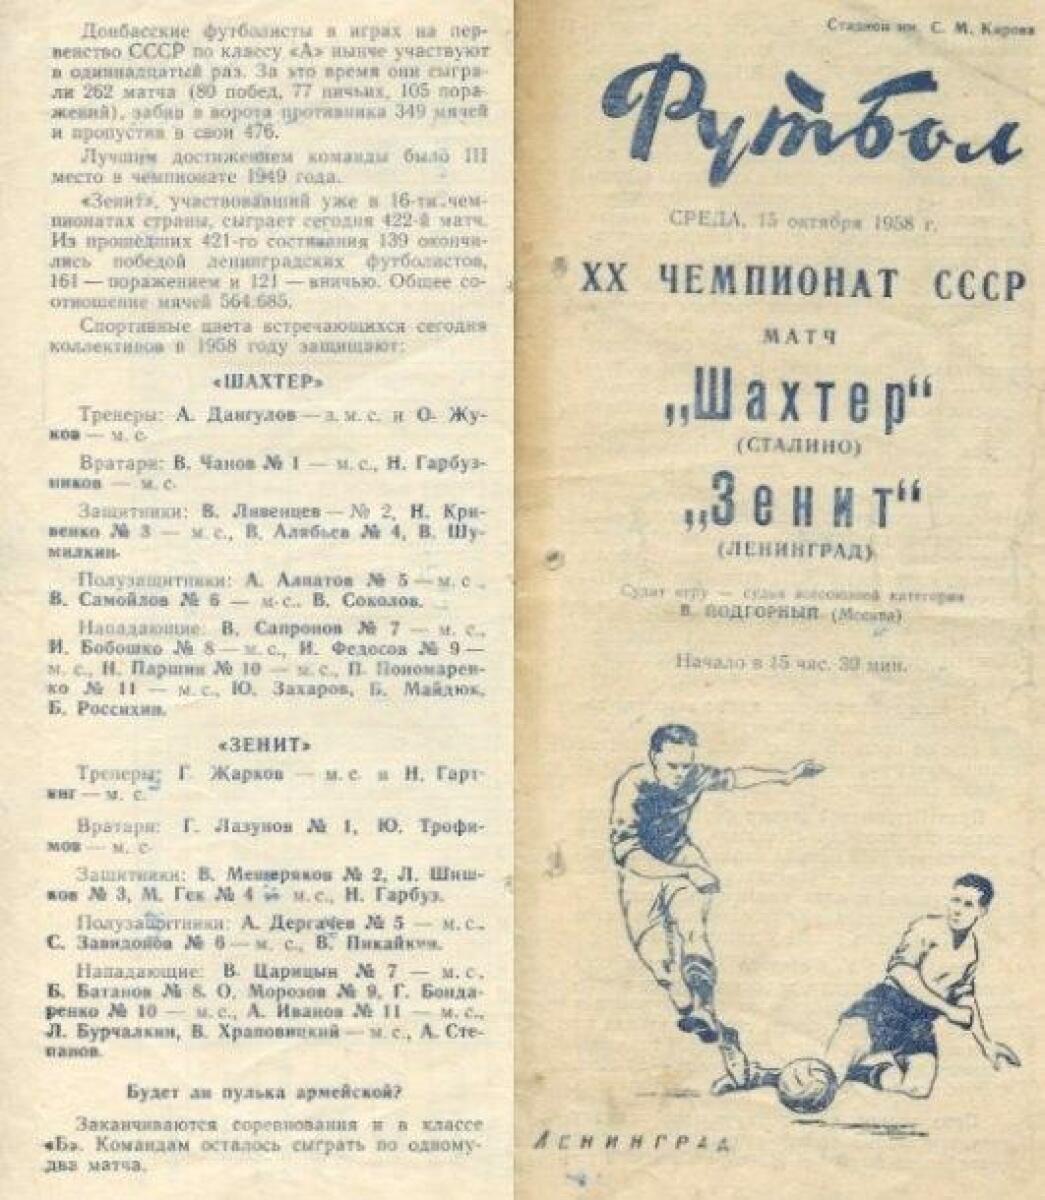 Донбасские футболисты в играх на пер-
венство СССР по классу «А» нынче участвуют
в одиннадцатый раз. За это время они сыгра-
ли 262 матча (80 побед, 77 ничьих, 105 пора-
жений), забив в ворота противника 349 мячей
и пропустив в свои 476.
Лучшим достижением команды было III
место в чемпионате 1949 года.
«Зенит», участвовавший уже в 16-ти чем-
пионатах страны, сыграет сегодня 422-й матч.
Из прошедших 421-го состязания 139 окончи-
лись победой ленинградских футболистов,
161 — поражением и 121 — вничью. Общее со-
отношение мячей 564:685.
Спортивные цвета встречающихся сегодня
коллективов в 1958 году защищают:
«ШАХТЕР»
Тренеры: А. Дангулов — з. м. с. и О. Жу-
ков — м. с.
Вратари: В. Чанов № 1 — м. с., Н. Гарбуз-
ников — м. с.
Защитники: В. Ливенцев — № 2, Н. Кри-
венко № 3 — м. с., В. Алябьев № 4, В. Шу-
милкин.
Полузащитники: А. Алпатов № 5 — м. с.,
В. Самойлов № 6 — м. с., В. Соколов.
Нападающие: В. Сапронов № 7 — м. с.,
И. Бобошко № 8 — м. с., И. Федосов № 9 —
м. с., Н. Паршин № 10 — м. с., П. Пономарен-
ко № 11 — м. с., Ю. Захаров, Б. Майдюк,
Б. Россихин.
«ЗЕНИТ»
Тренеры: Г. Жарков — м. с. и Н. Гарт-
виг — м. с.
Вратари: Г. Лазунов № 1, Ю. Трофи-
мов — м. с.
Защитники: В. Мещеряков № 2, Л. Шиш-
ков № 3, М. Гек № 4 — м. с., Н. Гарбуз.
Полузащитники: А. Дергачев № 5 — м. с.,
С. Завидонов № 6 — м. с., В. Пикайкин.
Нападающие: В. Царицын № 7 — м. с.,
Б. Батанов № 8, О. Морозов № 9, Г. Бонда-
ренко № 10 — м. с., А. Иванов № 11 — м. с.,
Л. Бурчалкин, В. Храповицкий — м. с., А. Сте-
панов.
Будет ли пулька армейской?
Заканчиваются соревнования и в классе
«Б». Командам осталось сыграть по одному-
два матча.
Стадион им. С. М. Кирова
Футбол
СРЕДА, 15 октября 1958 г.
XX ЧЕМПИОНАТ СССР
МАТЧ
„Шахтер“
(СТАЛИНО)
„Зенит“
(ЛЕНИНГРАД)
Судит игру — судья всесоюзной категории
В. ПОДГОРНЫЙ (Москва)
Начало в 15 час. 30 мин.
ЛЕНИНГРАД